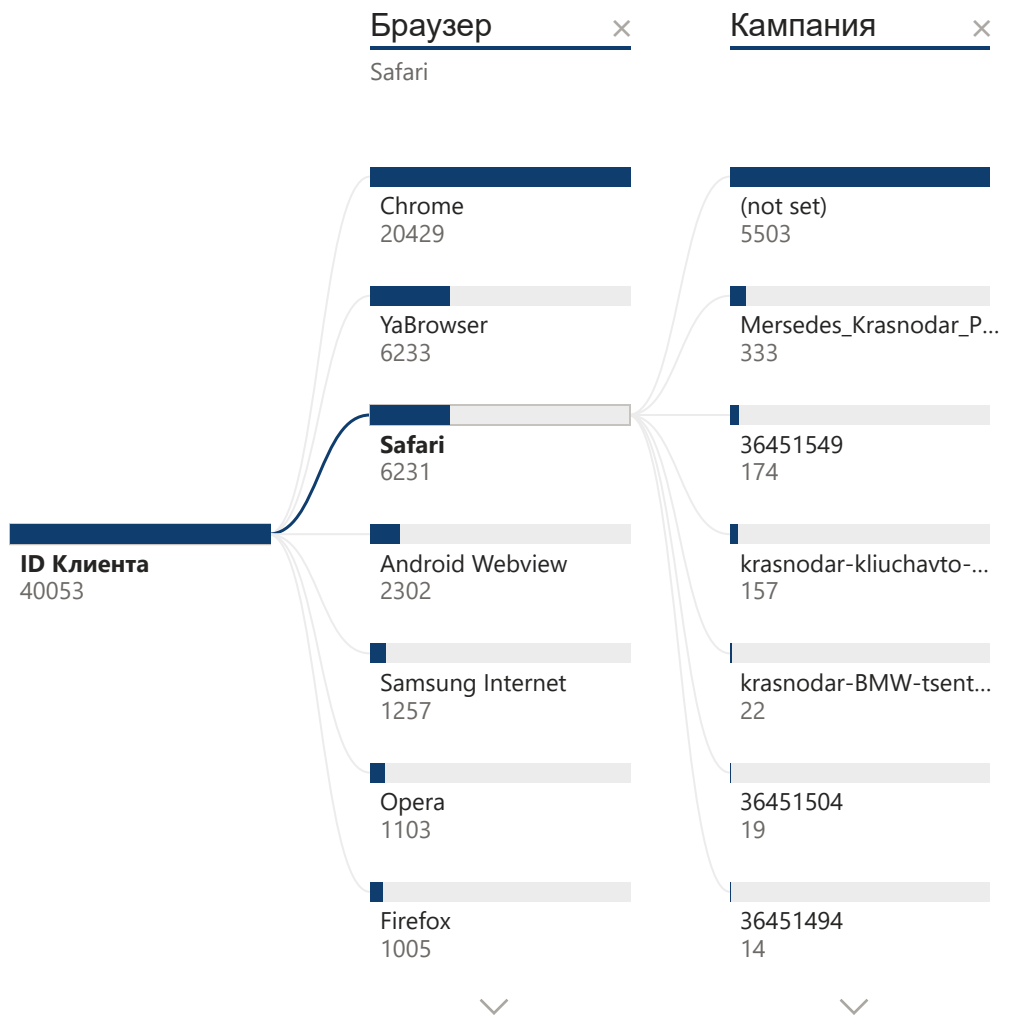 Браузер
Safari
Кампания
ID Клиента
40053
Chrome
20429
YaBrowser
6233
Safari
6231
Android Webview
2302
Samsung Internet
1257
Opera
1103
Firefox
1005
(not set)
5503
Mersedes_Krasnodar_P...
333
36451549
174
krasnodar-kliuchavto-...
157
krasnodar-BMW-tsent...
22
36451504
19
36451494
14